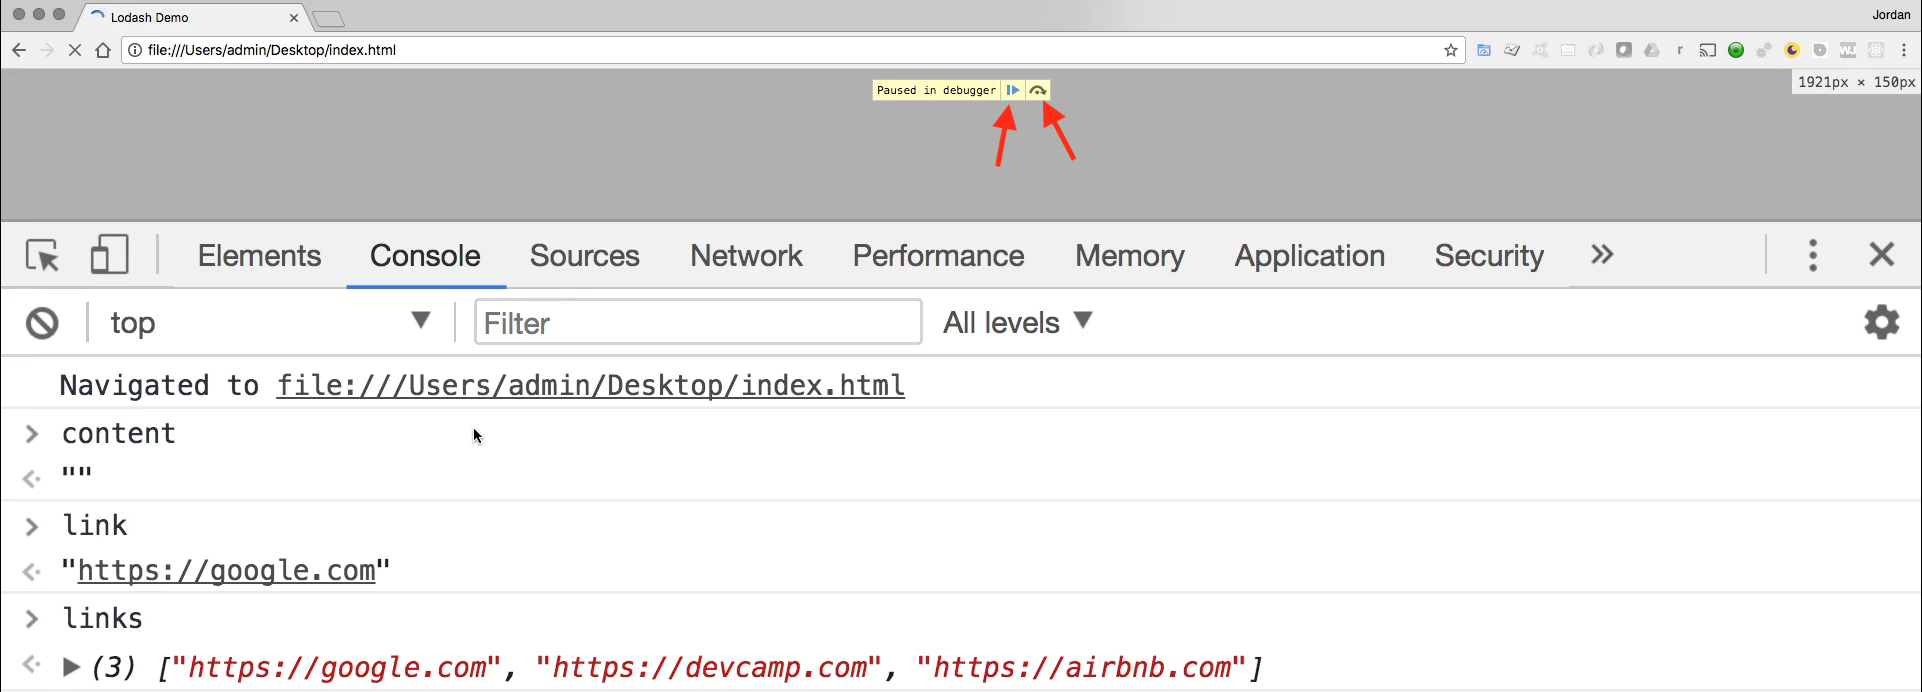 Lodash Demo
Jordan
file:///Users/admin/Desktop/index.html
Paused in debugger
1921px × 150px
Elements Console Sources Network Performance Memory Application Security
top Filter All levels
Navigated to file:///Users/admin/Desktop/index.html
content
""
link
"https://google.com"
links
(3) ["https://google.com", "https://devcamp.com", "https://airbnb.com"]